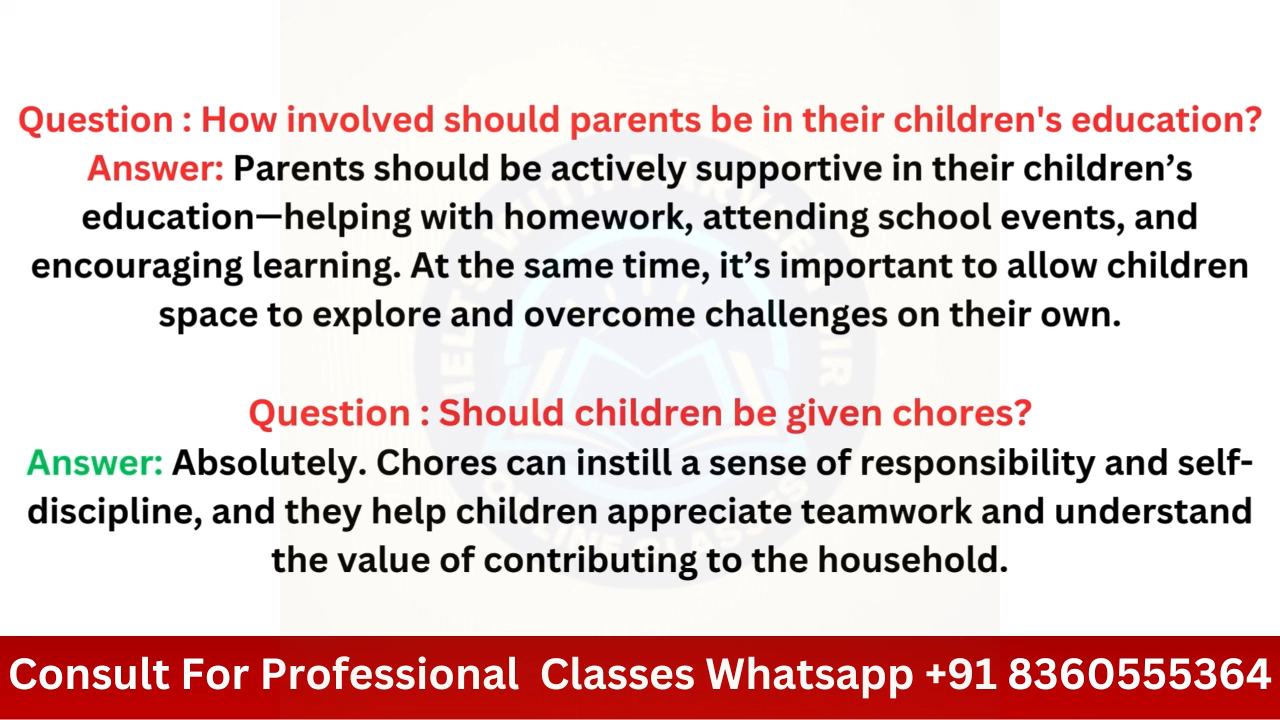 Question : How involved should parents be in their children's education?
Answer: Parents should be actively supportive in their children’s
education—helping with homework, attending school events, and
encouraging learning. At the same time, it’s important to allow children
space to explore and overcome challenges on their own.
Question : Should children be given chores?
Answer: Absolutely. Chores can instill a sense of responsibility and self-
discipline, and they help children appreciate teamwork and understand
the value of contributing to the household.
Consult For Professional  Classes Whatsapp +91 8360555364